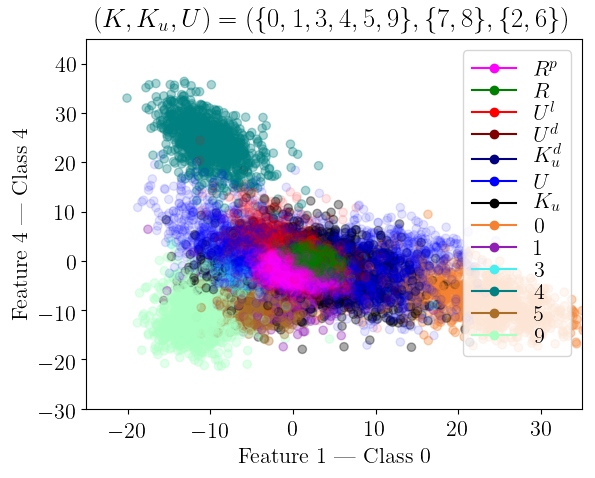 (K, K_u, U) = ({0, 1, 3, 4, 5, 9}, {7, 8}, {2, 6})
Feature 4 — Class 4
40
30
20
10
0
−10
−20
−30
−20
−10
0
10
20
30
Feature 1 — Class 0
R^p
R
U^l
U^d
K_u^d
U
K_u
0
1
3
4
5
9